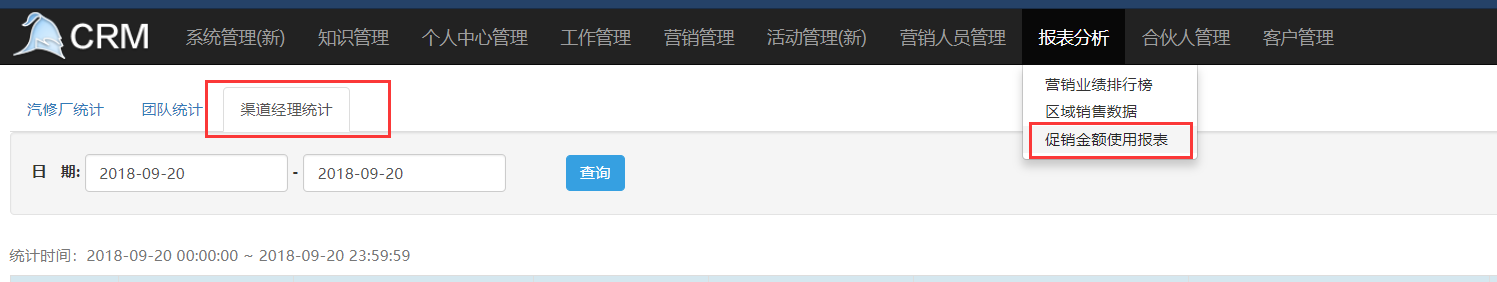 CRM 系统管理(新) 知识管理 个人中心管理 工作管理 营销管理 活动管理(新) 营销人员管理 报表分析 合伙人管理 客户管理
营销业绩排行榜
区域销售数据
促销金额使用报表
汽修厂统计 团队统计 渠道经理统计
日 期: 2018-09-20 - 2018-09-20 查询
统计时间：2018-09-20 00:00:00 ~ 2018-09-20 23:59:59